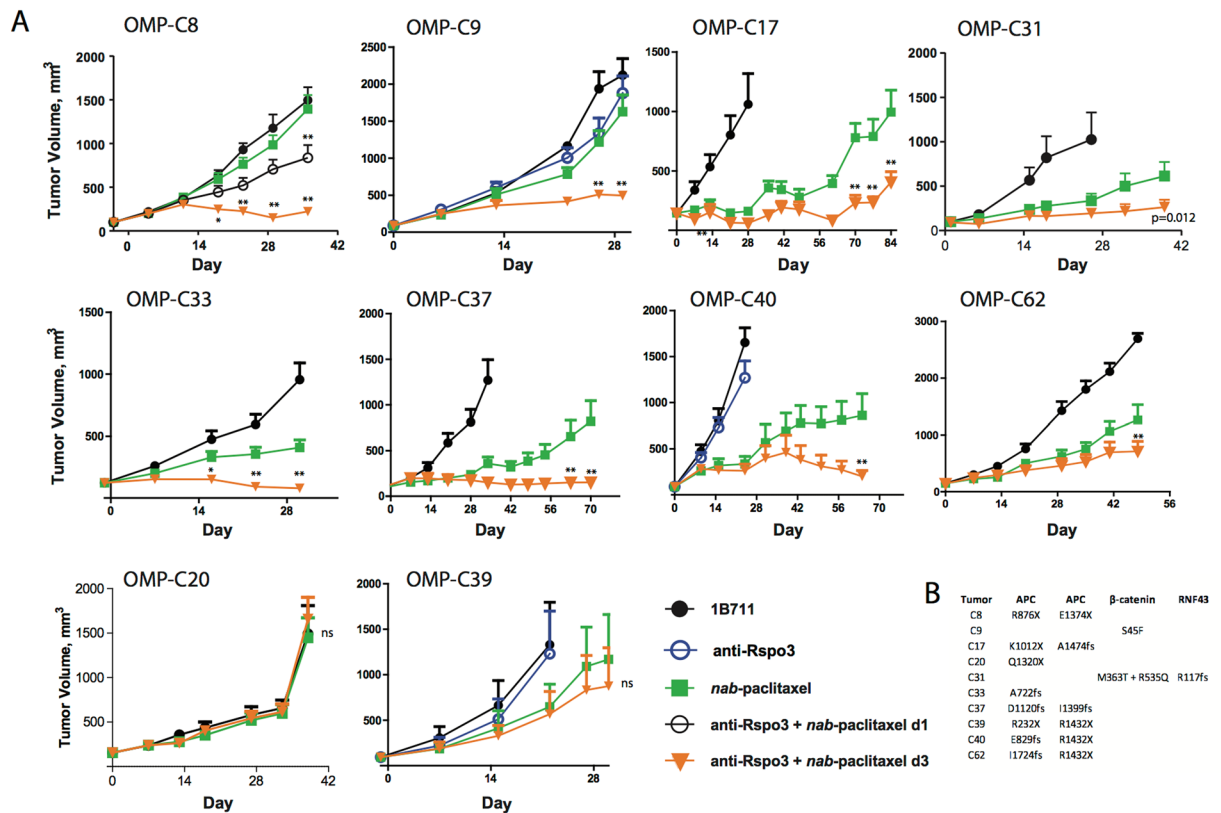 A
OMP-C8
OMP-C9
OMP-C17
OMP-C31
Tumor Volume, mm³
2000
1500
1000
500
0
**
**
**
**
*
0 14 28 42
Day
2500
2000
1500
1000
500
0
** ** **
0 14 28
Day
1500
1000
500
0
**
** ** **
0 14 28 42 56 70 84
Day
2000
1500
1000
500
0
p=0.012
0 14 28 42
Day
OMP-C33
OMP-C37
OMP-C40
OMP-C62
Tumor Volume, mm³
1500
1000
500
* ** **
0 14 28
Day
2000
1500
1000
500
0
** **
0 14 28 42 56 70
Day
2000
1500
1000
500
0
**
0 14 28 42 56 70
Day
4000
3000
2000
1000
0
**
0 14 28 42 56
Day
OMP-C20
OMP-C39
Tumor Volume, mm³
2000
1500
1000
500
ns
0 14 28 42
Day
2000
1500
1000
500
0
ns
0 14 28
Day
1B711
anti-Rspo3
nab-paclitaxel
anti-Rspo3 + nab-paclitaxel d1
anti-Rspo3 + nab-paclitaxel d3
B
Tumor APC APC β-catenin RNF43
C8 R876X E1374X
C9 S45F
C17 K1012X A1474fs
C20 Q1320X
C31 M363T + R535Q R117fs
C33 A722fs
C37 D1120fs I1399fs
C39 R232X R1432X
C40 E829fs R1432X
C62 I1724fs R1432X